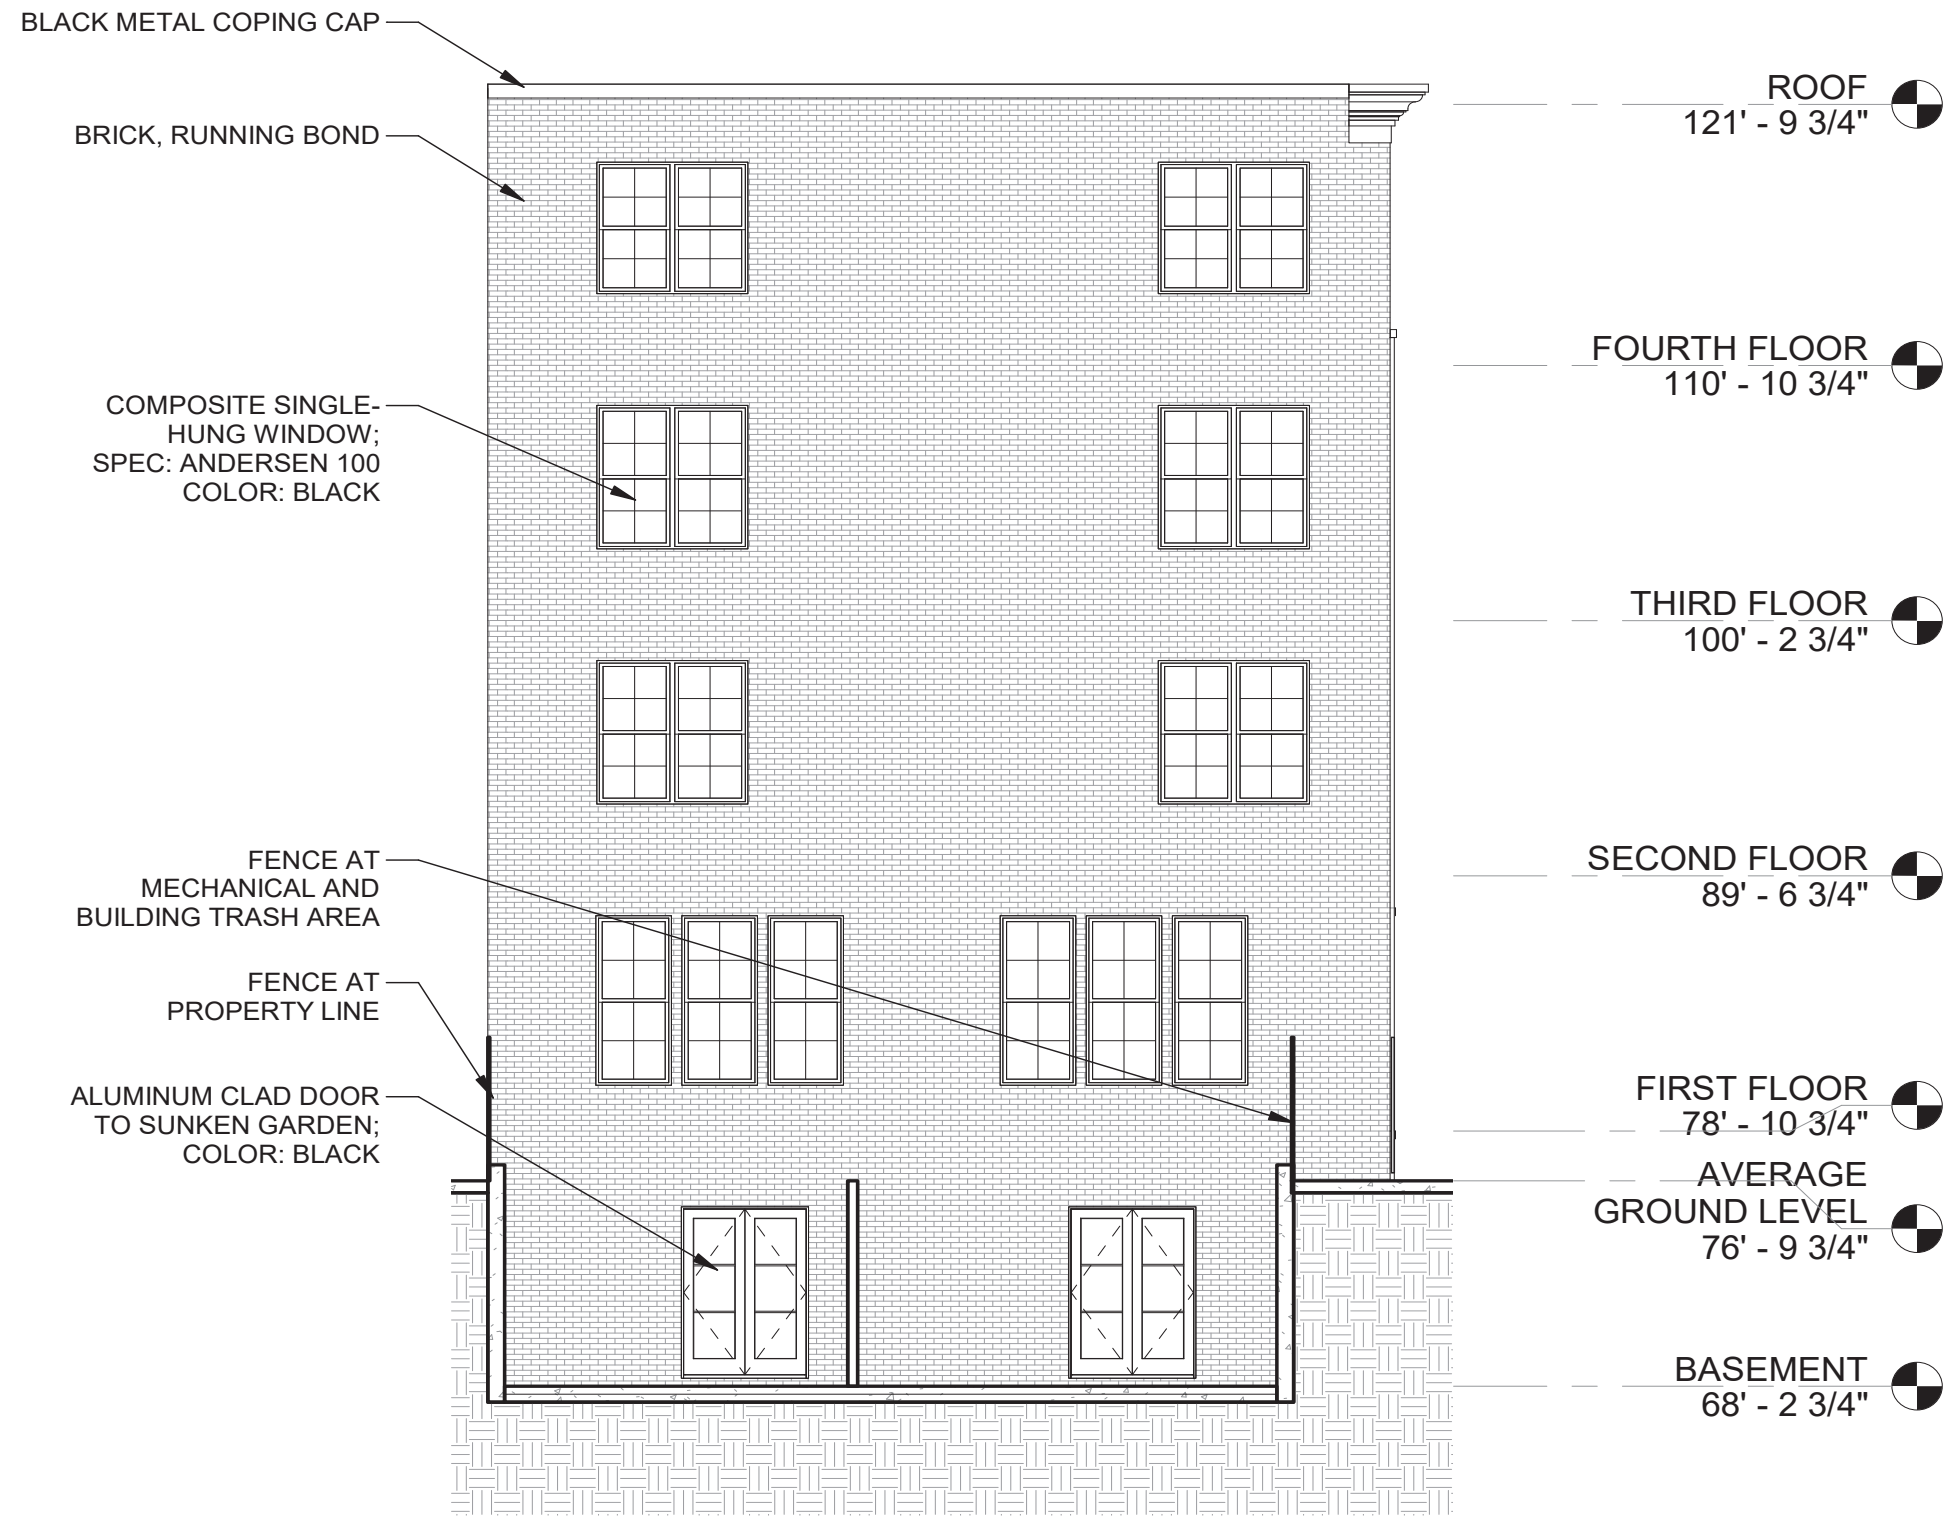 BLACK METAL COPING CAP
BRICK, RUNNING BOND
COMPOSITE SINGLE-
HUNG WINDOW;
SPEC: ANDERSEN 100
COLOR: BLACK
FENCE AT
MECHANICAL AND
BUILDING TRASH AREA
FENCE AT
PROPERTY LINE
ALUMINUM CLAD DOOR
TO SUNKEN GARDEN;
COLOR: BLACK
ROOF
121' - 9 3/4"
FOURTH FLOOR
110' - 10 3/4"
THIRD FLOOR
100' - 2 3/4"
SECOND FLOOR
89' - 6 3/4"
FIRST FLOOR
78' - 10 3/4"
AVERAGE
GROUND LEVEL
76' - 9 3/4"
BASEMENT
68' - 2 3/4"